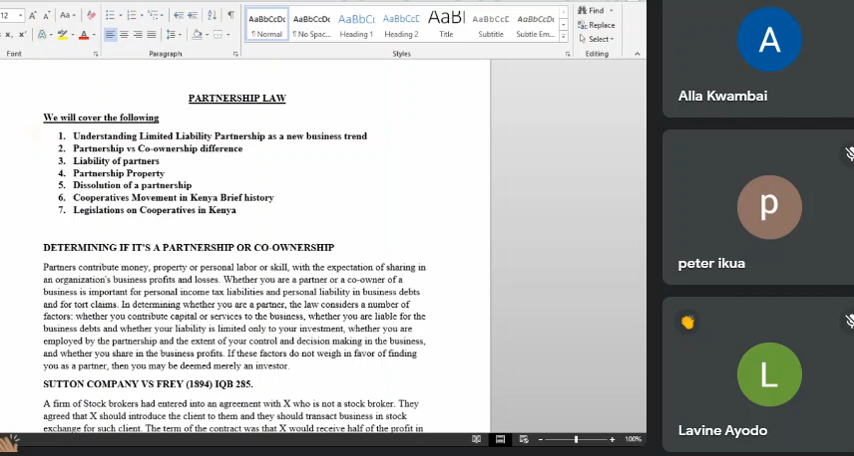 12
Aa
AaBbCcDc
AaBbCcDc
AaBbCc
AaBbCcD
AaBl
AaBbCcD
AaBbCcDc
¶ Normal
¶ No Spac...
Heading 1
Heading 2
Title
Subtitle
Subtle Em...
Find
Replace
Select
Font
Paragraph
Styles
Editing
PARTNERSHIP LAW
We will cover the following
1. Understanding Limited Liability Partnership as a new business trend
2. Partnership vs Co-ownership difference
3. Liability of partners
4. Partnership Property
5. Dissolution of a partnership
6. Cooperatives Movement in Kenya Brief history
7. Legislations on Cooperatives in Kenya
DETERMINING IF IT'S A PARTNERSHIP OR CO-OWNERSHIP
Partners contribute money, property or personal labor or skill, with the expectation of sharing in
an organization's business profits and losses. Whether you are a partner or a co-owner of a
business is important for personal income tax liabilities and personal liability in business debts
and for tort claims. In determining whether you are a partner, the law considers a number of
factors: whether you contribute capital or services to the business, whether you are liable for the
business debts and whether your liability is limited only to your investment, whether you are
employed by the partnership and the extent of your control and decision making in the business,
and whether you share in the business profits. If these factors do not weigh in favor of finding
you as a partner, then you may be deemed merely an investor.
SUTTON COMPANY VS FREY (1894) IQB 285.
A firm of Stock brokers had entered into an agreement with X who is not a stock broker. They
agreed that X should introduce the client to them and they should transact business in stock
exchange for such client. The term of the contract was that X would receive half of the profit in
100%
A
Alla Kwambai
p
peter ikua
L
Lavine Ayodo